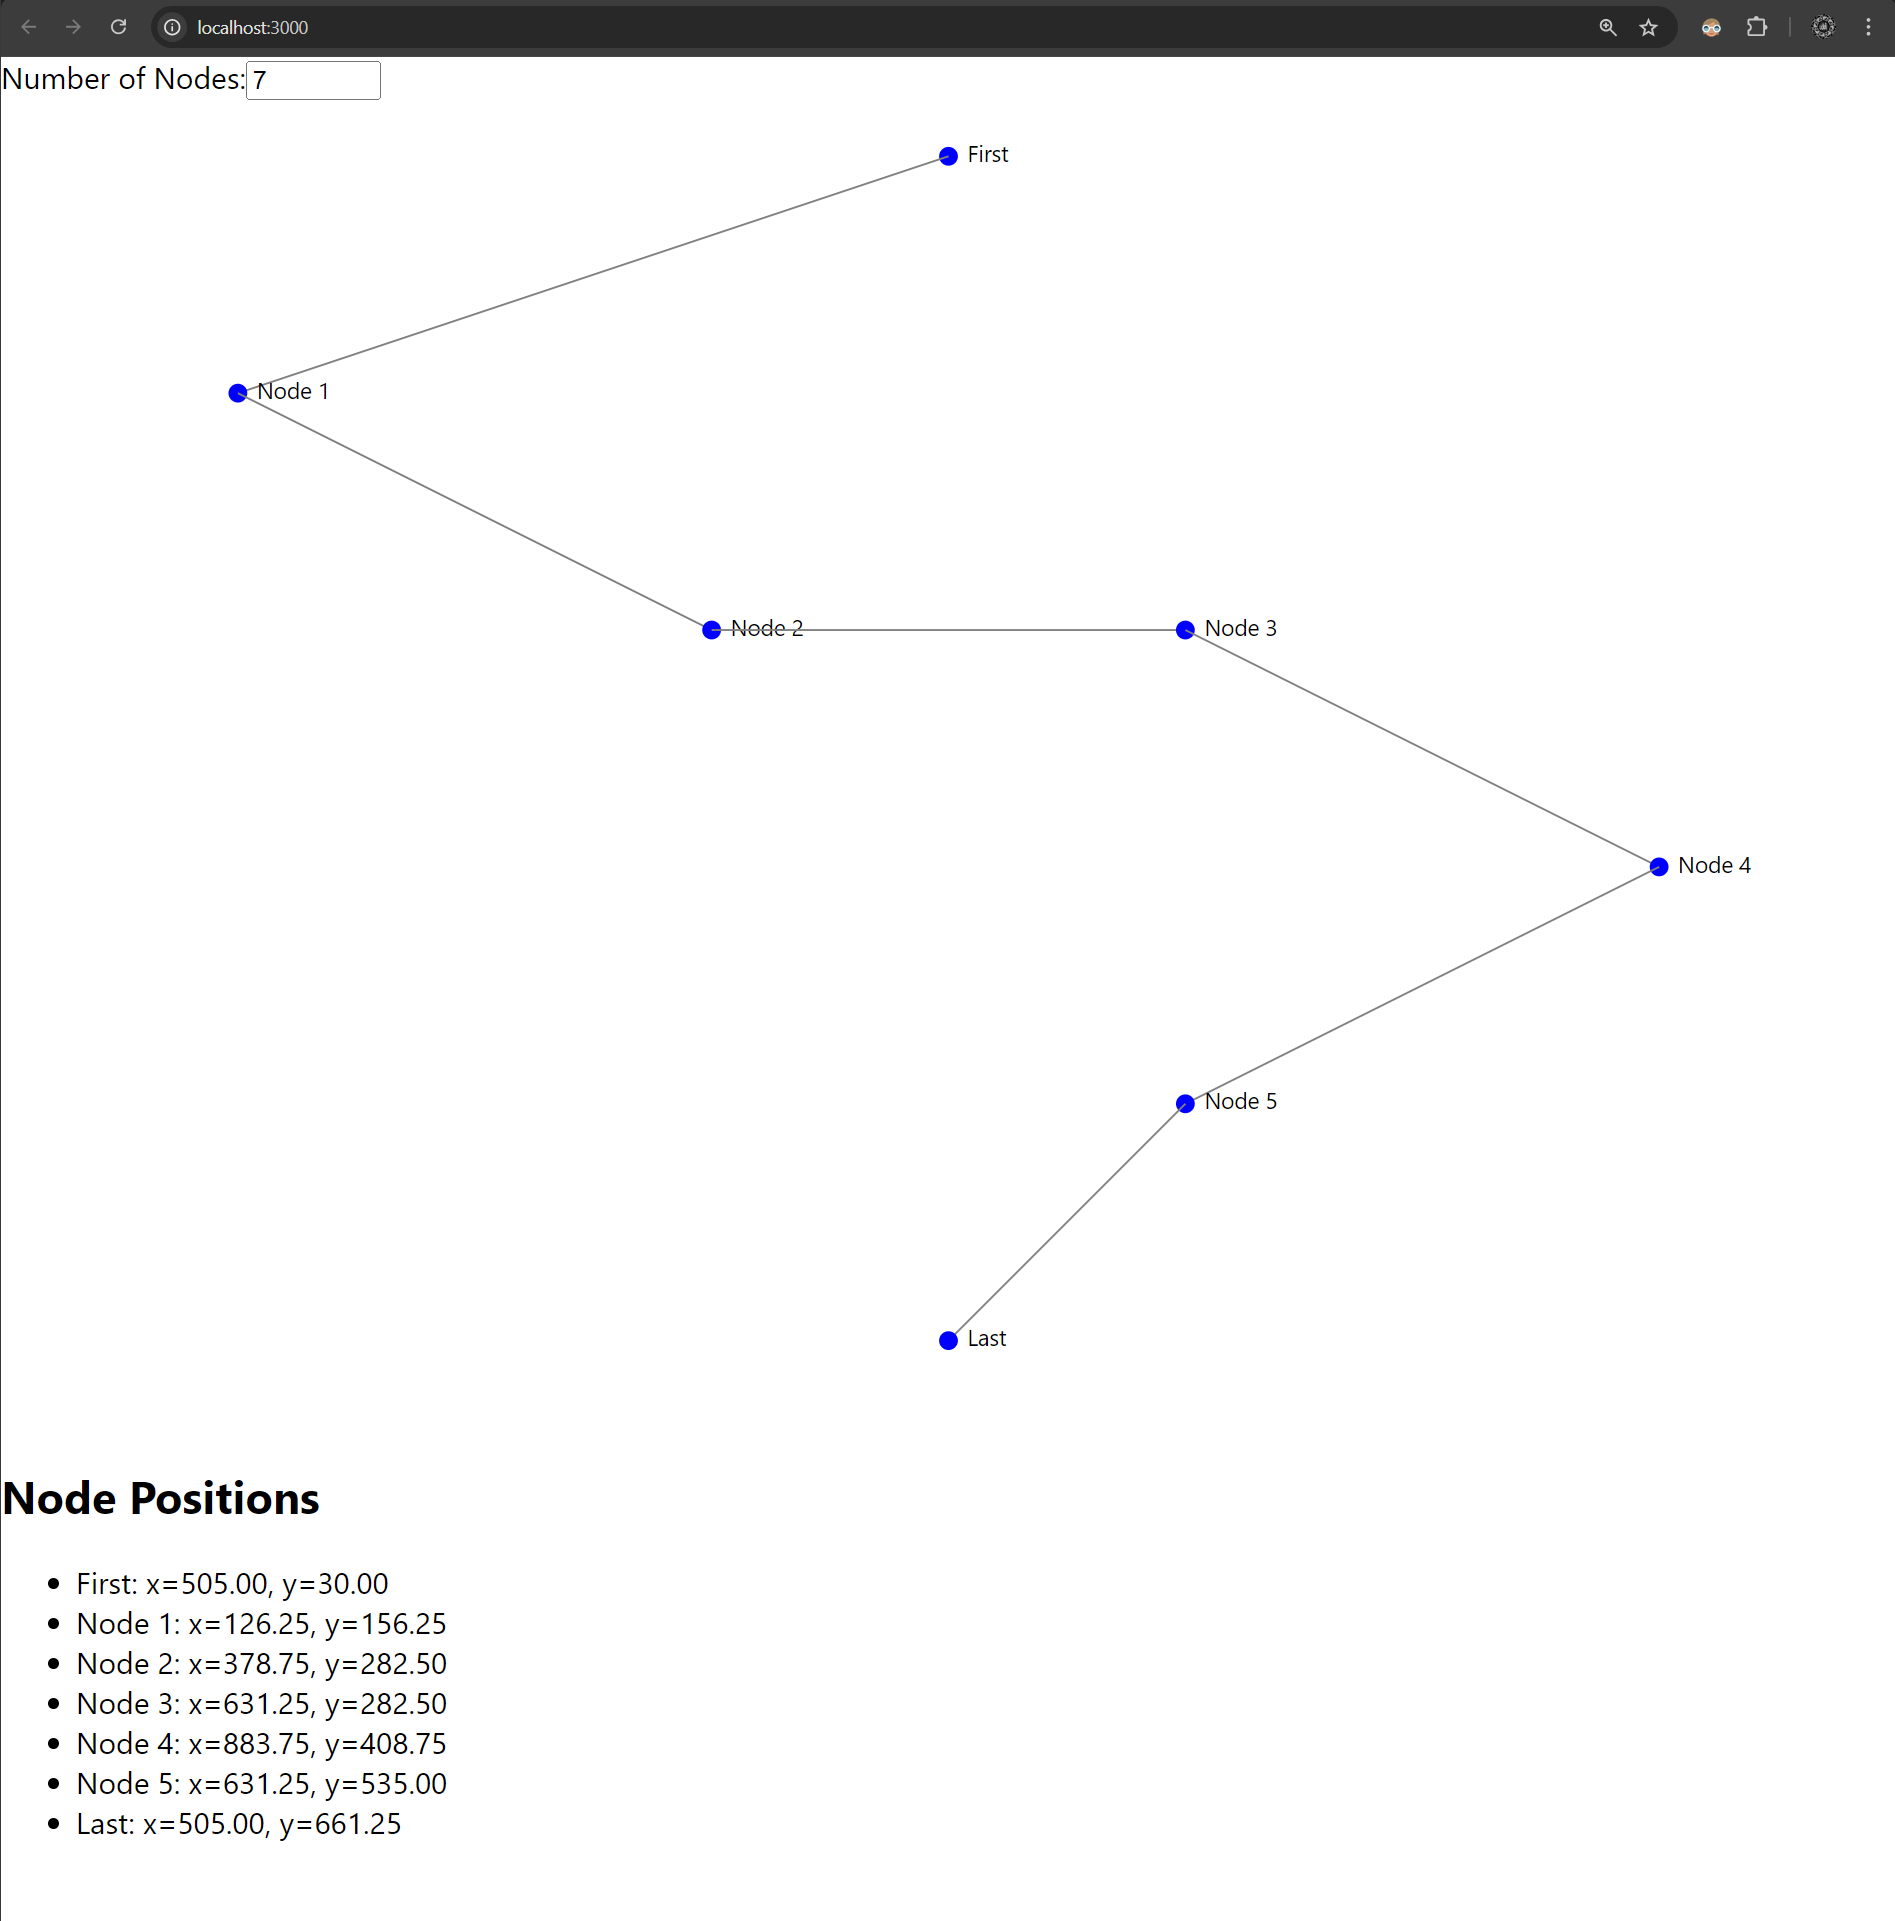 localhost:3000
Number of Nodes: 7
First
Node 1
Node 2
Node 3
Node 4
Node 5
Last
Node Positions
First: x=505.00, y=30.00
Node 1: x=126.25, y=156.25
Node 2: x=378.75, y=282.50
Node 3: x=631.25, y=282.50
Node 4: x=883.75, y=408.75
Node 5: x=631.25, y=535.00
Last: x=505.00, y=661.25